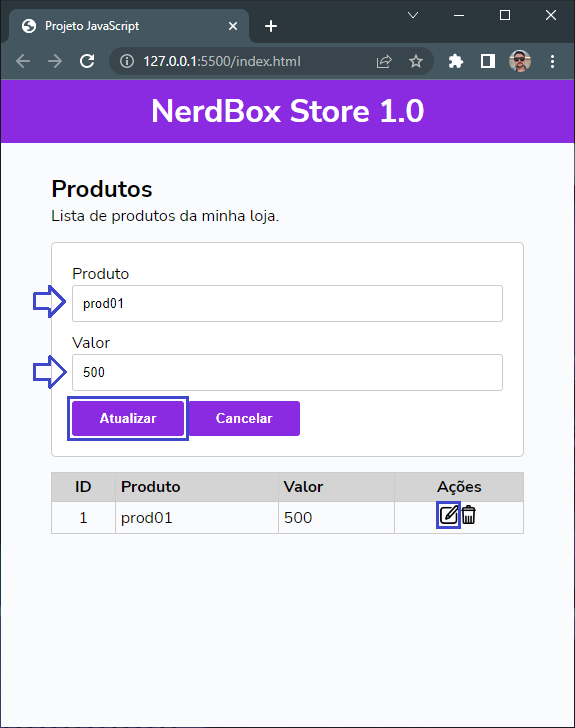 Projeto JavaScript
127.0.0.1:5500/index.html
NerdBox Store 1.0
Produtos
Lista de produtos da minha loja.
Produto
prod01
Valor
500
Atualizar Cancelar
ID Produto Valor Ações
1 prod01 500